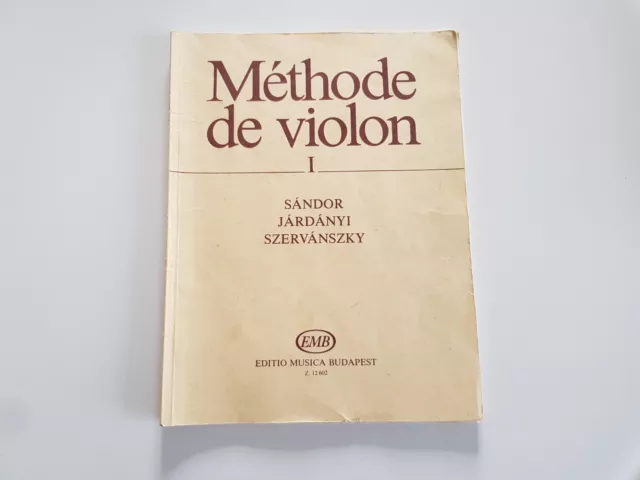 Méthode
de violon
I
SÁNDOR
JÁRDÁNYI
SZERVÁNSZKY
EMB
EDITIO MUSICA BUDAPEST
Z. 12 602